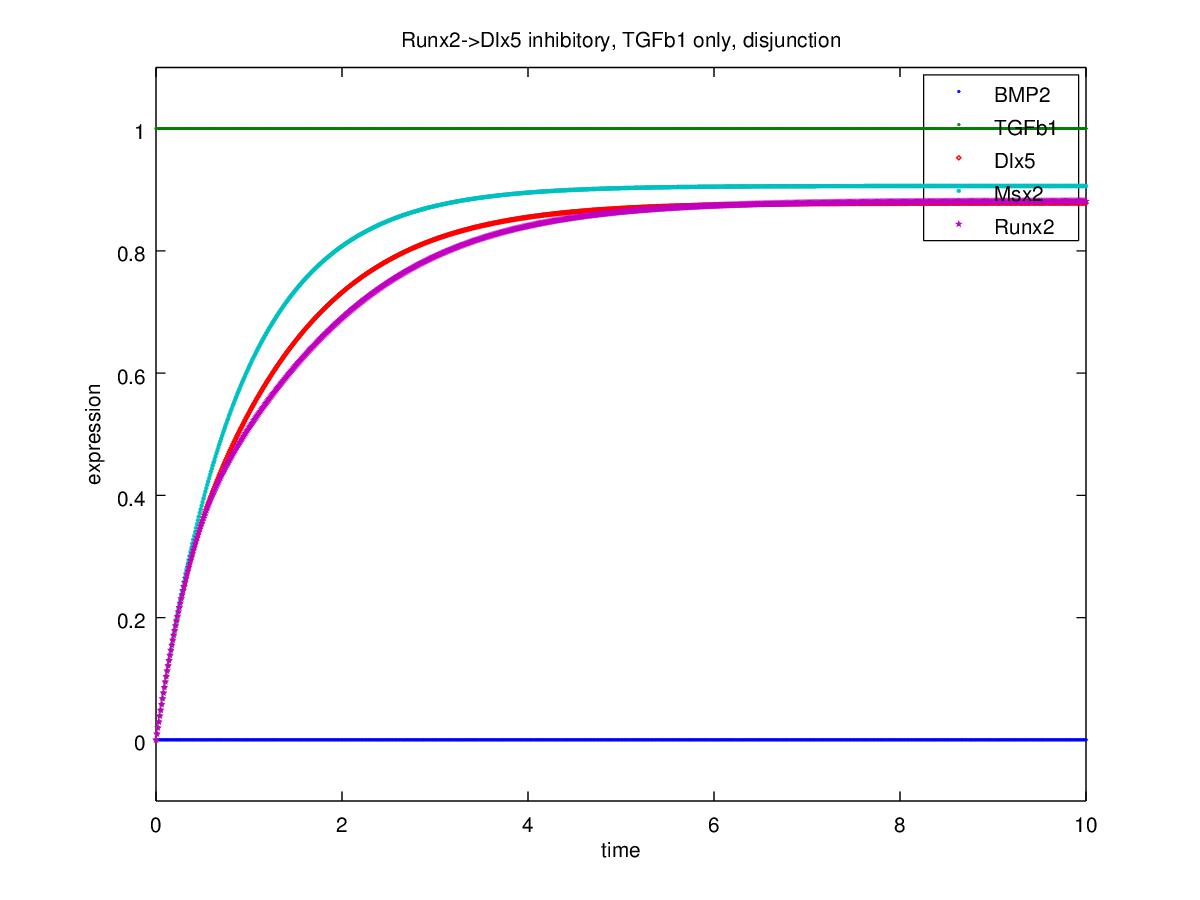 Runx2->Dlx5 inhibitory, TGFb1 only, disjunction
BMP2
TGFb1
Dlx5
Msx2
Runx2
1
0.8
0.6
0.4
0.2
0
expression
0 2 4 6 8 10
time